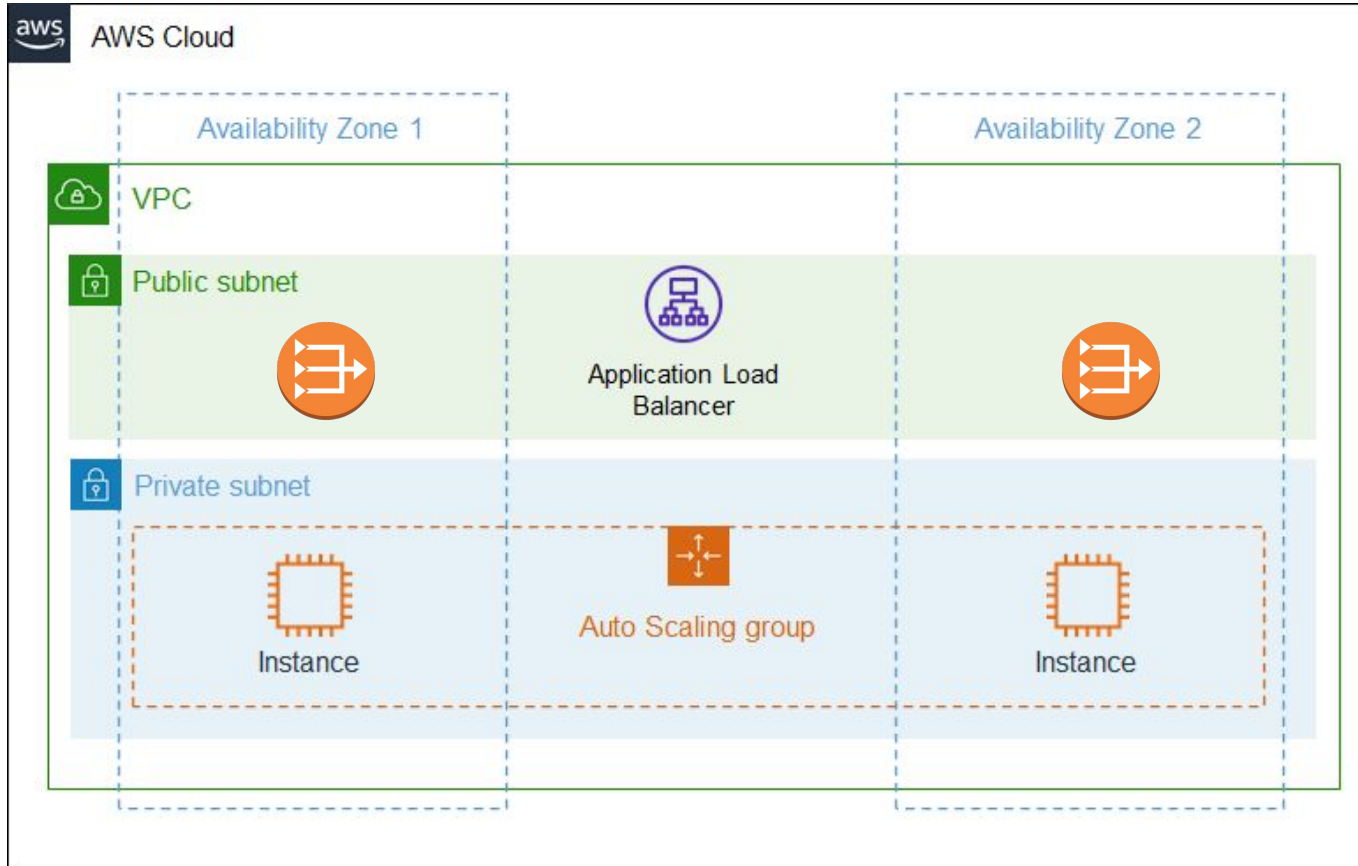 aws
AWS Cloud
Availability Zone 1
Availability Zone 2
VPC
Public subnet
Application Load
Balancer
Private subnet
Auto Scaling group
Instance
Instance